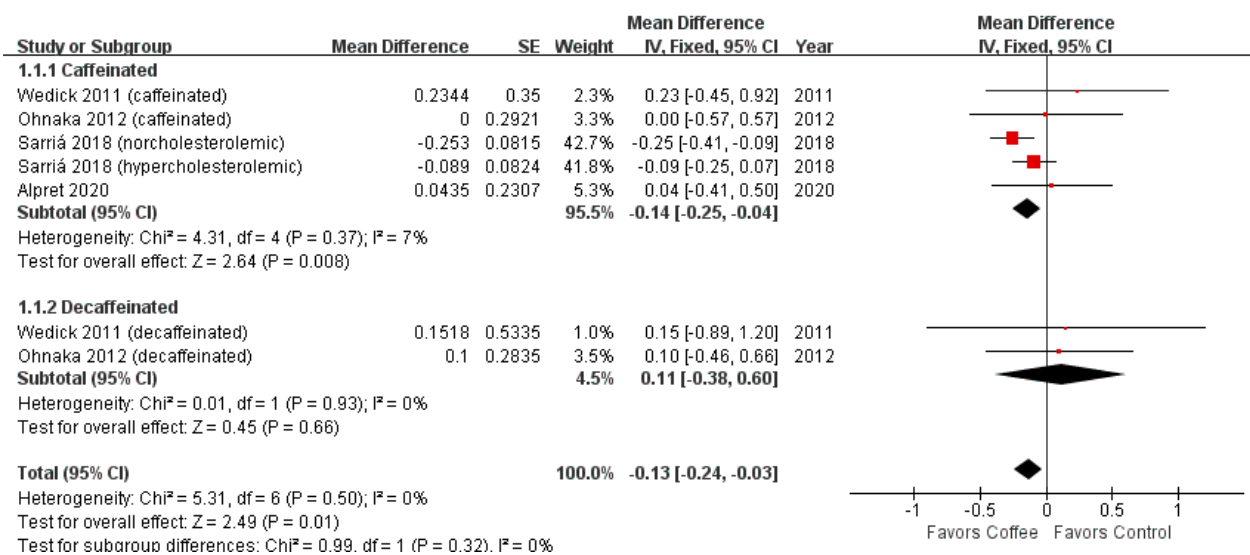 Mean Difference Mean Difference
Study or Subgroup Mean Difference SE Weight IV, Fixed, 95% CI Year IV, Fixed, 95% CI
1.1.1 Caffeinated
Wedick 2011 (caffeinated) 0.2344 0.35 2.3% 0.23 [-0.45, 0.92] 2011
Ohnaka 2012 (caffeinated) 0 0.2921 3.3% 0.00 [-0.57, 0.57] 2012
Sarriá 2018 (norcholesterolemic) -0.253 0.0815 42.7% -0.25 [-0.41, -0.09] 2018
Sarriá 2018 (hypercholesterolemic) -0.089 0.0824 41.8% -0.09 [-0.25, 0.07] 2018
Alpret 2020 0.0435 0.2307 5.3% 0.04 [-0.41, 0.50] 2020
Subtotal (95% CI) 95.5% -0.14 [-0.25, -0.04]
Heterogeneity: Chi² = 4.31, df = 4 (P = 0.37); I² = 7%
Test for overall effect: Z = 2.64 (P = 0.008)
1.1.2 Decaffeinated
Wedick 2011 (decaffeinated) 0.1518 0.5335 1.0% 0.15 [-0.89, 1.20] 2011
Ohnaka 2012 (decaffeinated) 0.1 0.2835 3.5% 0.10 [-0.46, 0.66] 2012
Subtotal (95% CI) 4.5% 0.11 [-0.38, 0.60]
Heterogeneity: Chi² = 0.01, df = 1 (P = 0.93); I² = 0%
Test for overall effect: Z = 0.45 (P = 0.66)
Total (95% CI) 100.0% -0.13 [-0.24, -0.03]
Heterogeneity: Chi² = 5.31, df = 6 (P = 0.50); I² = 0%
Test for overall effect: Z = 2.49 (P = 0.01)
Test for subgroup differences: Chi² = 0.99, df = 1 (P = 0.32), I² = 0%
-1 -0.5 0 0.5 1
Favors Coffee Favors Control